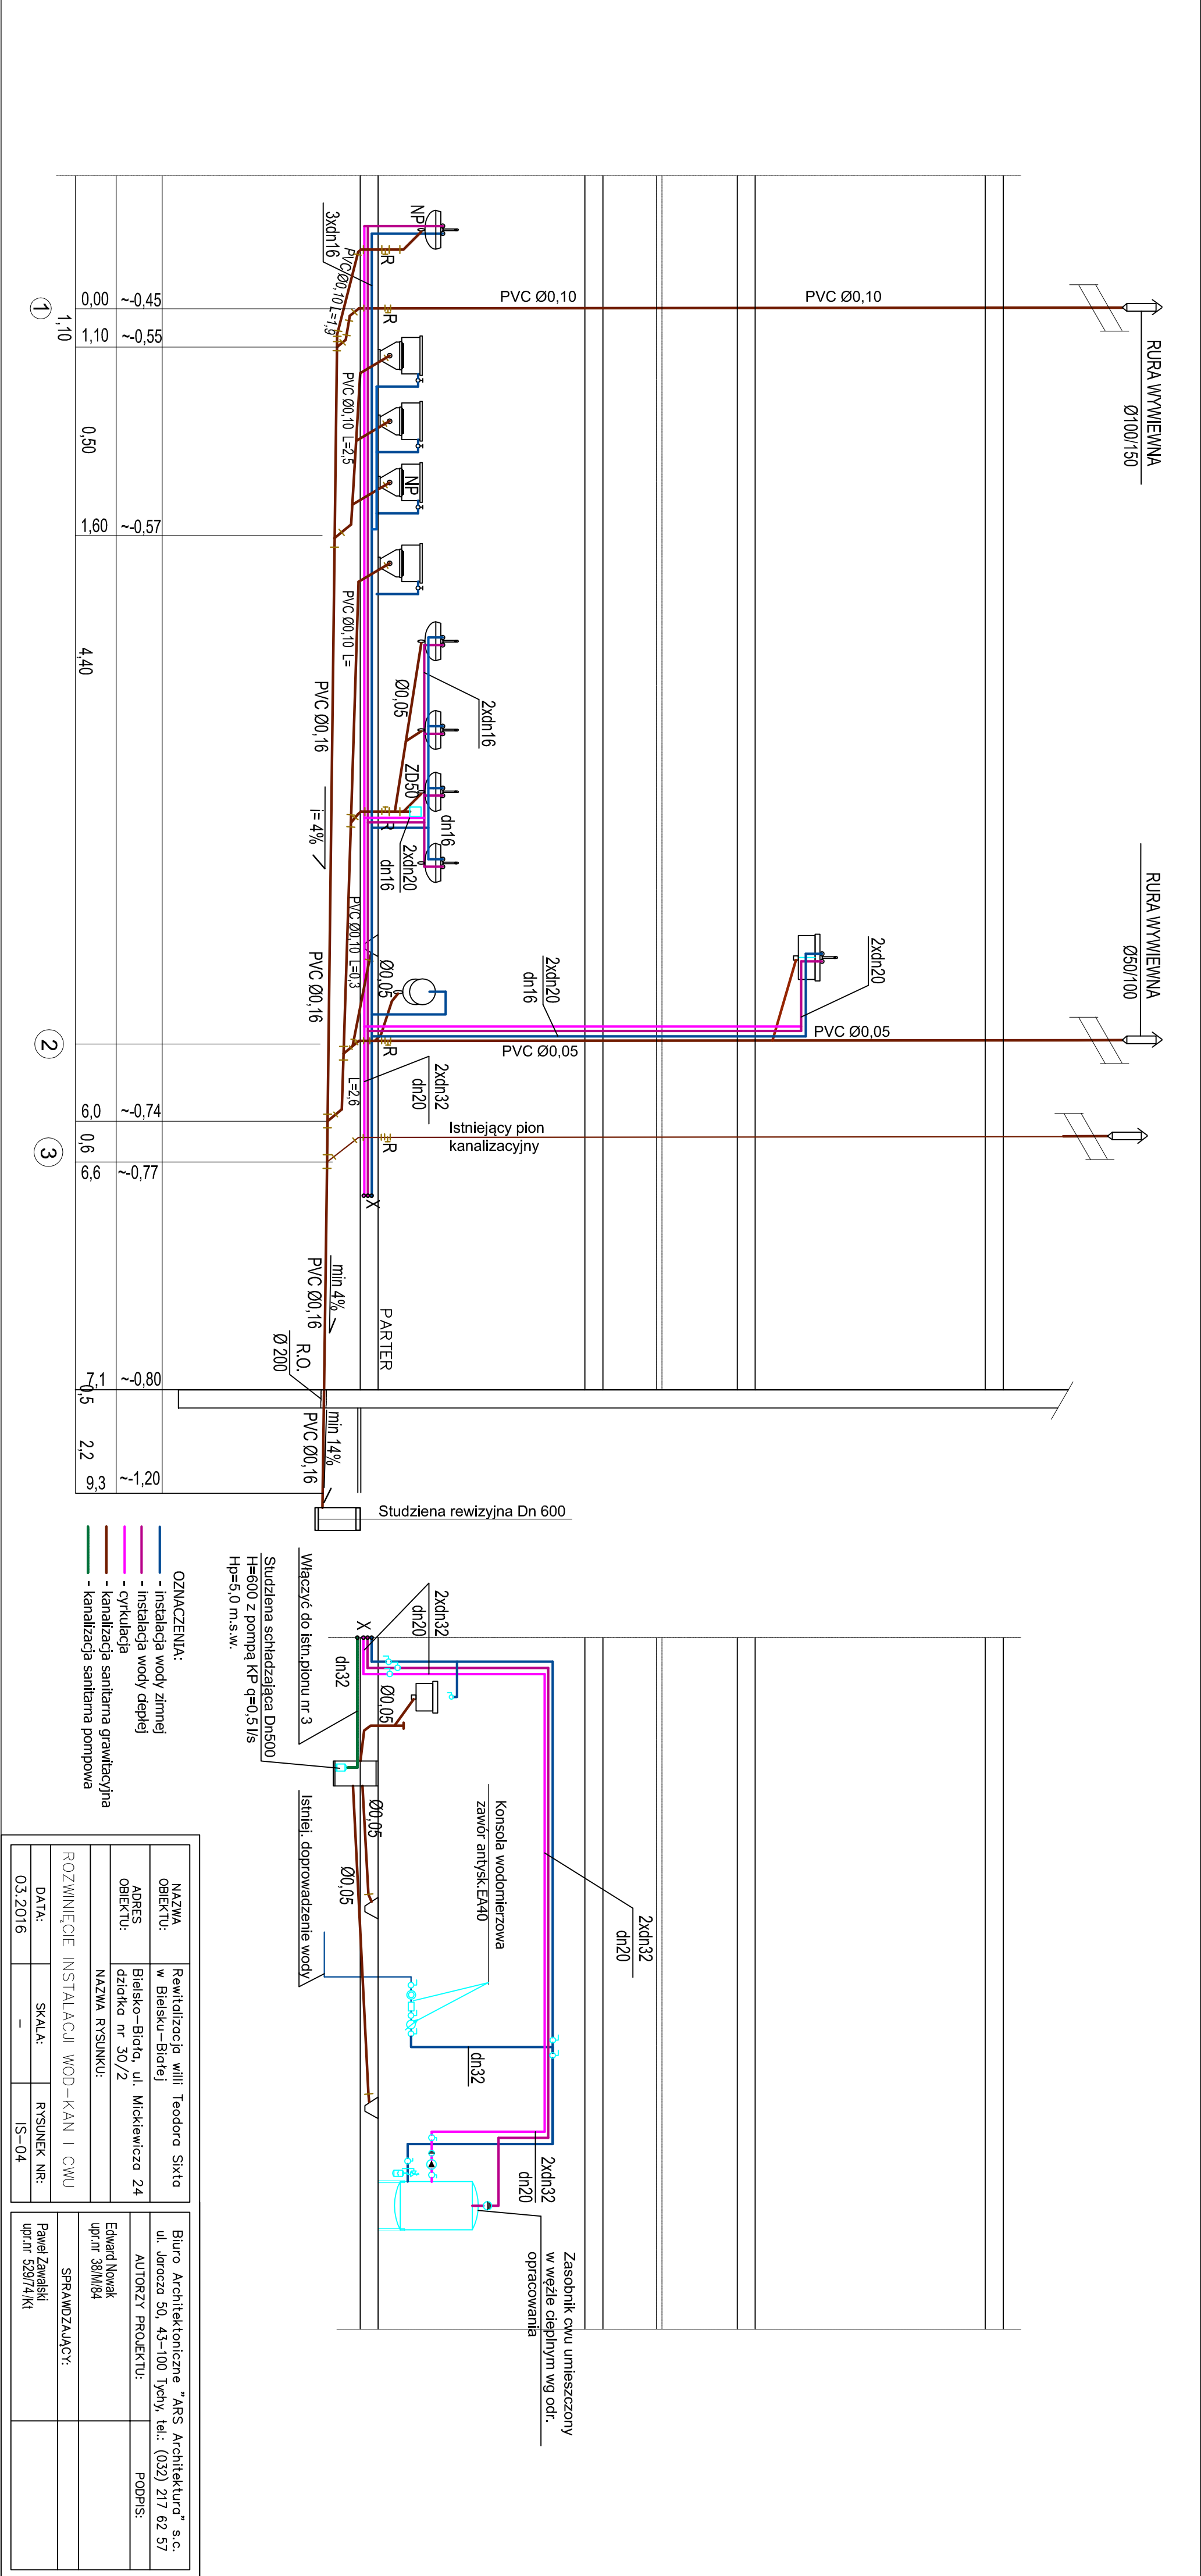 RURA WYWIEWNA
Ø100/150
RURA WYWIEWNA
Ø50/100
PVC Ø0,10
PVC Ø0,10
2xdn20
PVC Ø0,05
2xdn20
dn16
PVC Ø0,05
Istniejący pion
kanalizacyjny
NP
R
3xdn16
PVC Ø0,10 L=1,9
R
PVC Ø0,10 L=2,5
NP
PVC Ø0,10 L=
2xdn16
Ø0,05
ZD50
dn16
R
2xdn20
dn16
PVC Ø0,16
i= 4%
PVC Ø0,10 L=0,3
Ø0,05
PVC Ø0,16
R
2xdn32
dn20
L=2,6
R
X
PARTER
min 4%
PVC Ø0,16
R.O.
Ø 200
min 14%
PVC Ø0,16
Studziena rewizyjna Dn 600
~-0,45
~-0,55
~-0,57
~-0,74
~-0,77
~-0,80
~-1,20
0,00
1,10
0,50
1,60
4,40
6,0
0,6
6,6
7,1
0,5
2,2
9,3
1,10
1
2
3
2xdn32
dn20
X
dn32
Ø0,05
Włączyć do istn.pionu nr 3
Studziena schładzająca Dn500
H=600 z pompą KP q=0,5 l/s
Hp=5,0 m.s.w.
Ø0,05
Ø0,05
Istniej. doprowadzenie wody
Konsola wodomierzowa
zawór antysk.EA40
2xdn32
dn20
dn32
2xdn32
dn20
Zasobnik cwu umieszczony
w węźle cieplnym wg odr.
opracowania
OZNACZENIA:
- instalacja wody zimnej
- instalacja wody ciepłej
- cyrkulacja
- kanalizacja sanitarna grawitacyjna
- kanalizacja sanitarna pompowa
NAZWA
OBIEKTU:
Rewitalizacja willi Teodora Sixta
w Bielsku-Białej
ADRES
OBIEKTU:
Bielsko-Biała, ul. Mickiewicza 24
działka nr 30/2
NAZWA RYSUNKU:
ROZWINIĘCIE INSTALACJI WOD-KAN I CWU
DATA:
SKALA:
RYSUNEK NR:
03.2016
-
IS-04
Biuro Architektoniczne "ARS Architektura" s.c.
ul. Jaracza 50, 43-100 Tychy, tel.: (032) 217 62 57
AUTORZY PROJEKTU:
PODPIS:
Edward Nowak
upr.nr 38/M/84
SPRAWDZAJĄCY:
Paweł Zawalski
upr.nr 529/74/Kt